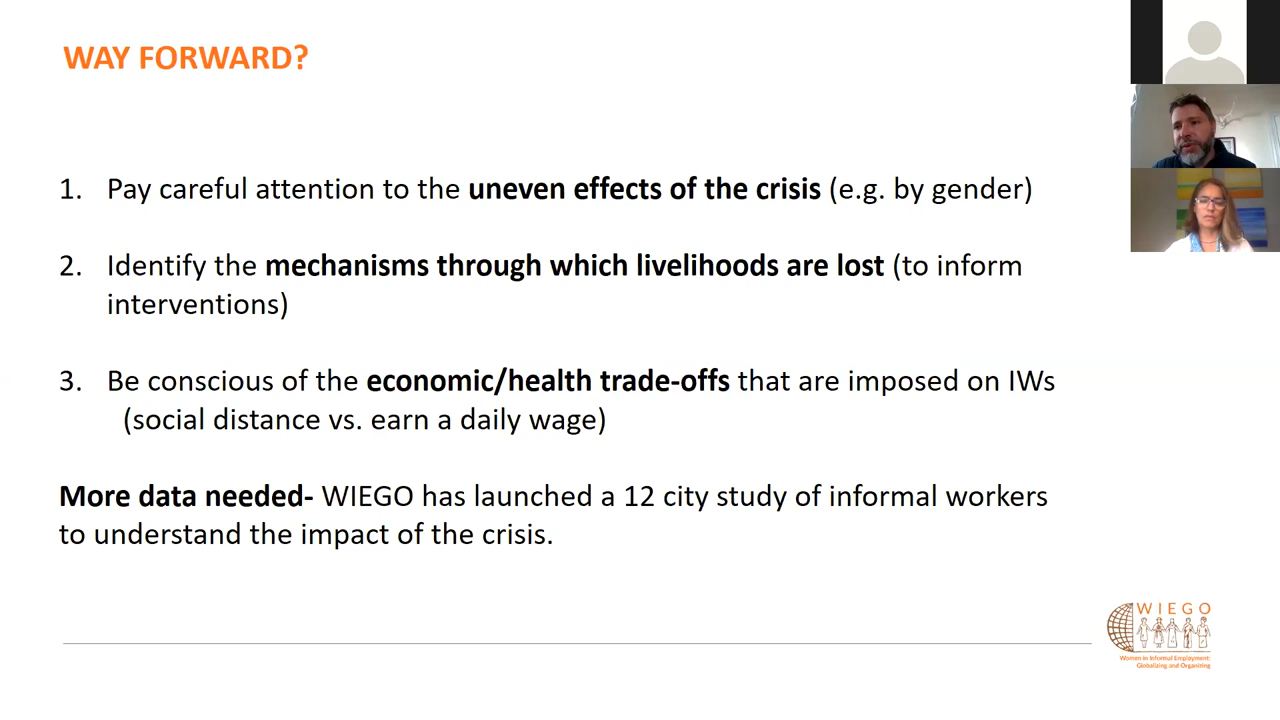 WAY FORWARD?
1. Pay careful attention to the uneven effects of the crisis (e.g. by gender)
2. Identify the mechanisms through which livelihoods are lost (to inform
interventions)
3. Be conscious of the economic/health trade-offs that are imposed on IWs
(social distance vs. earn a daily wage)
More data needed- WIEGO has launched a 12 city study of informal workers
to understand the impact of the crisis.
WIEGO
Women in Informal Employment:
Globalizing and Organizing